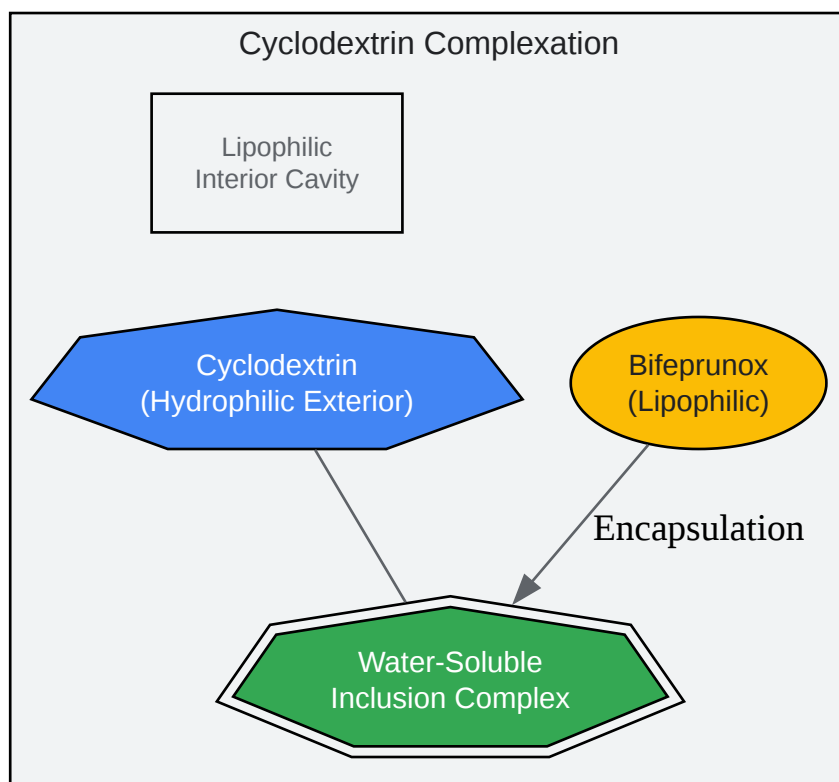 Cyclodextrin Complexation
Lipophilic
Interior Cavity
Cyclodextrin
(Hydrophilic Exterior)
Bifeprunox
(Lipophilic)
Encapsulation
Water-Soluble
Inclusion Complex